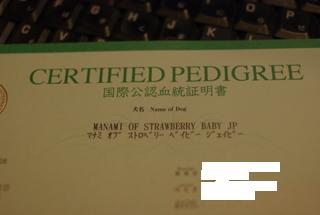 CERTIFIED PEDIGREE
国際公認血統証明書
犬名 Name of Dog
MANAMI OF STRAWBERRY BABY JP
マナミ オブ ストロベリー ベイビー ジェイピー